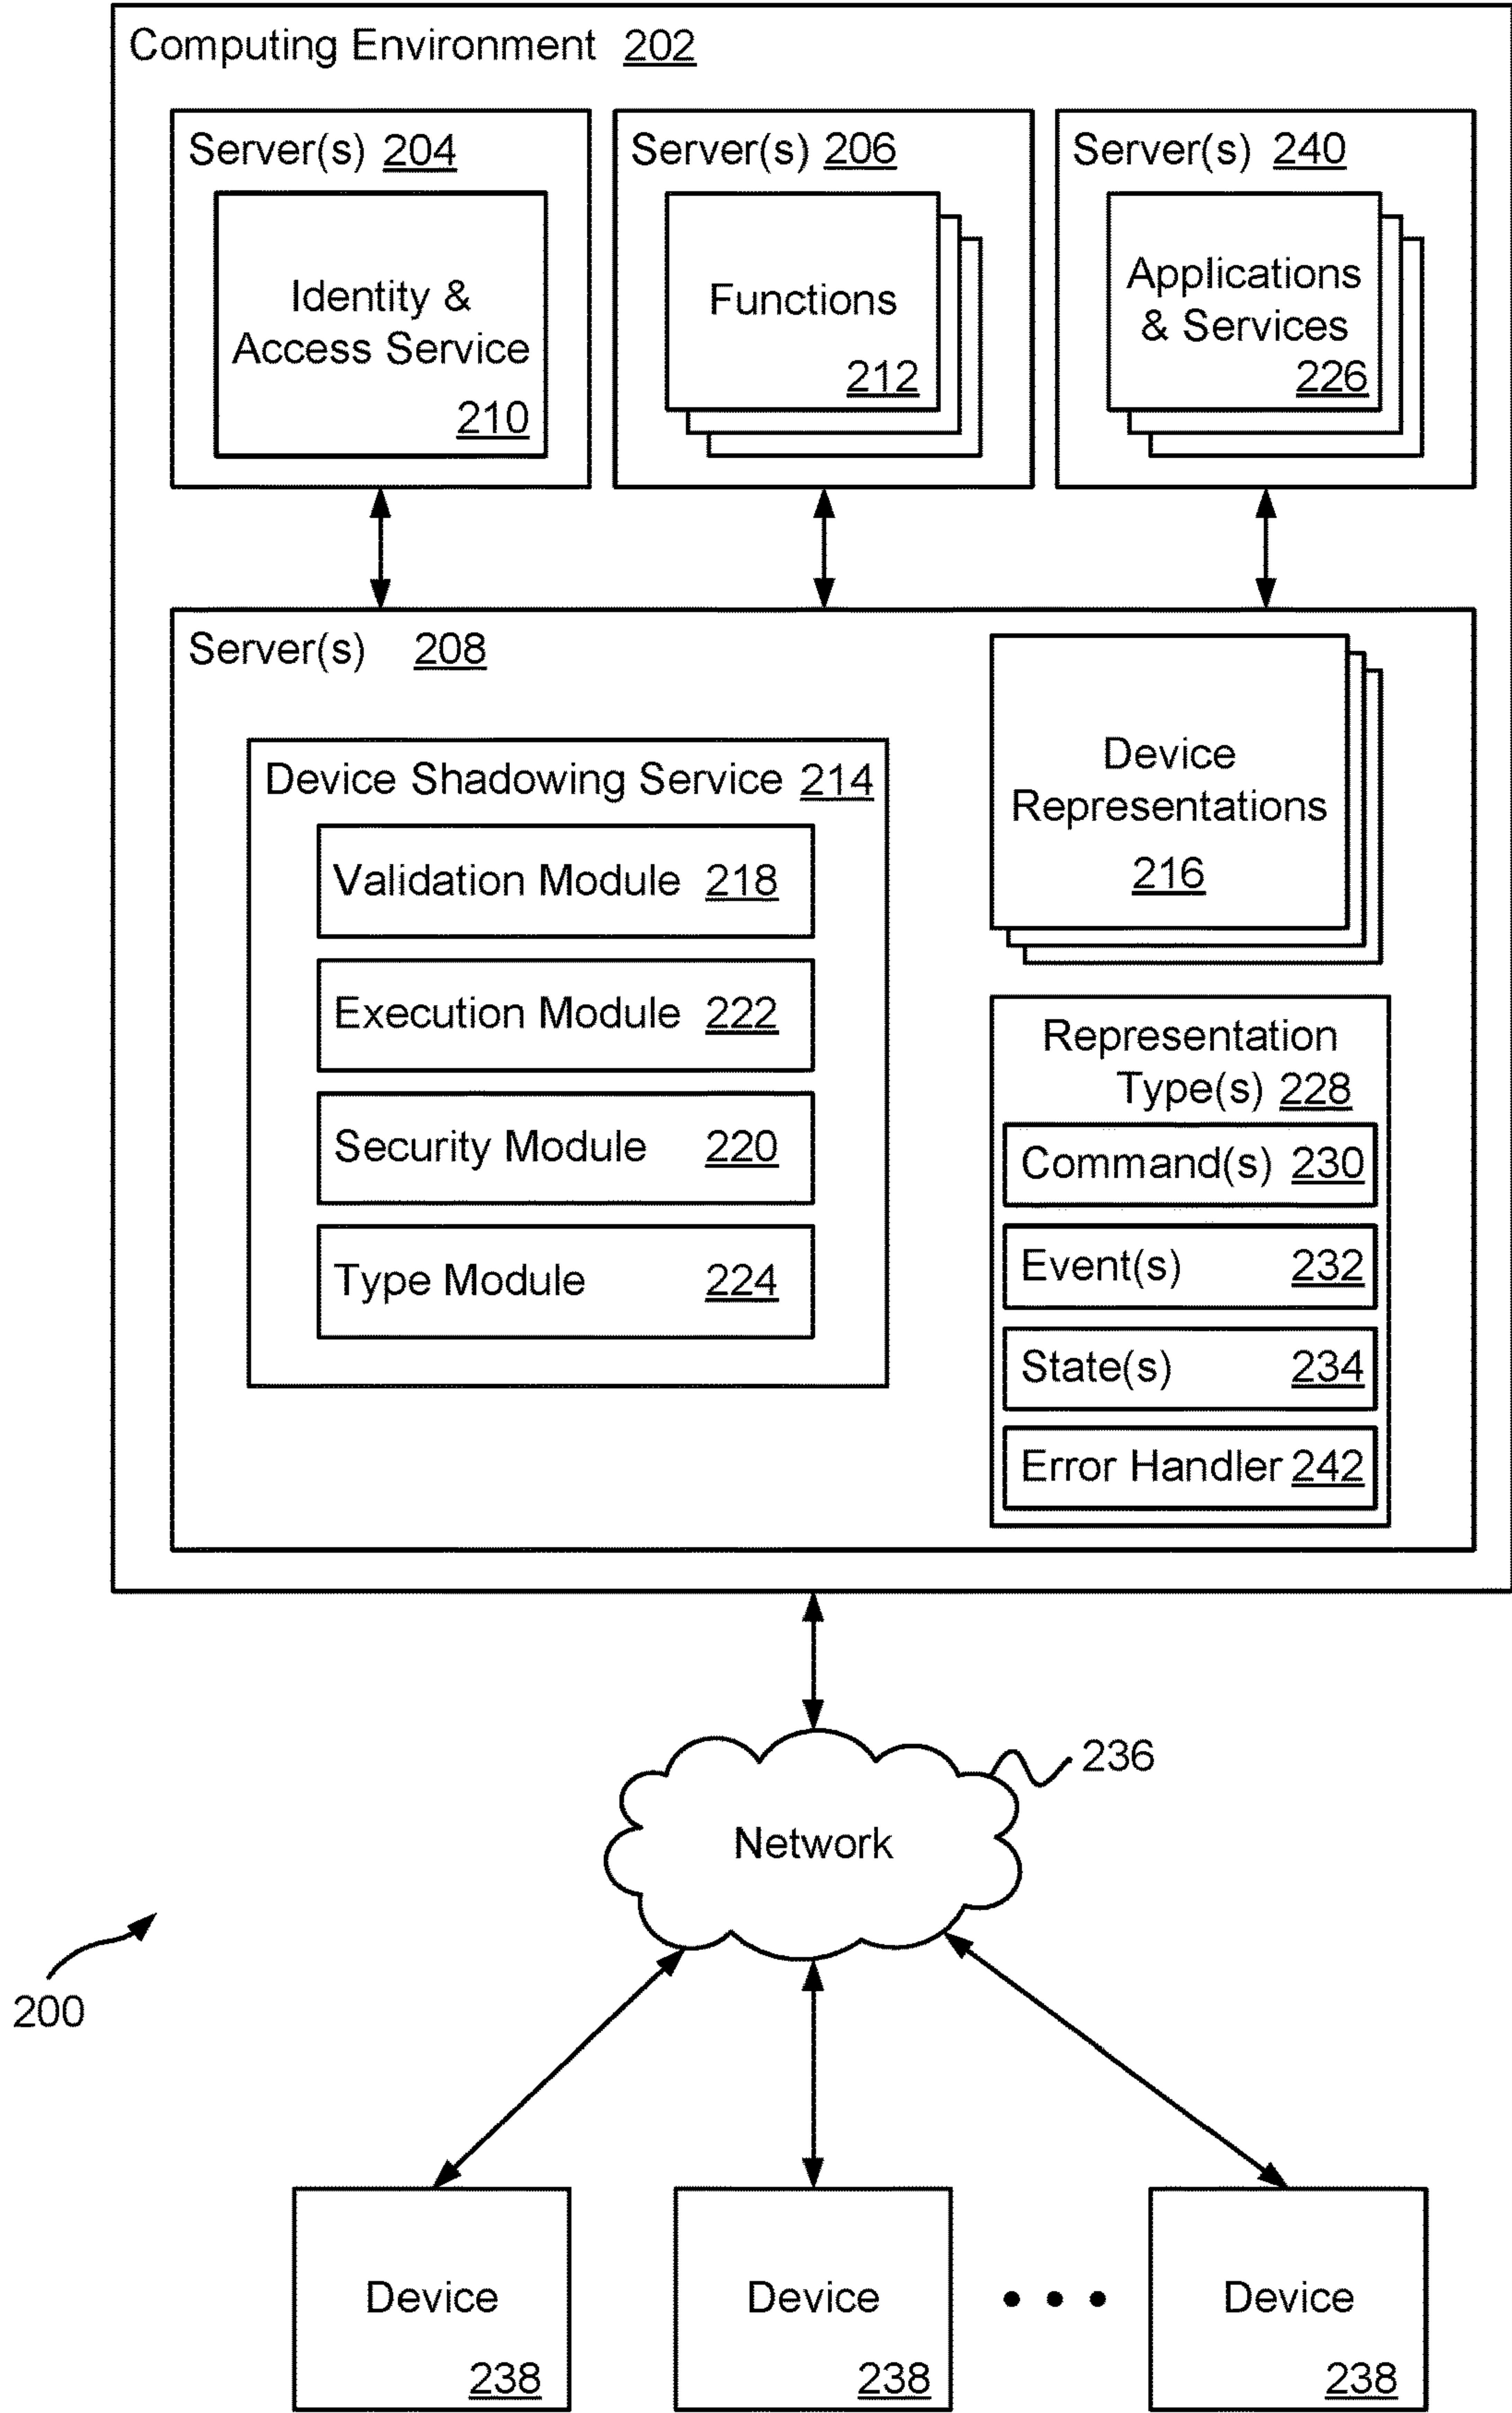 Computing Environment 202
Server(s) 204
Identity &
Access Service
210
Server(s) 206
Functions
212
Server(s) 240
Applications
& Services
226
Server(s) 208
Device Shadowing Service 214
Validation Module 218
Execution Module 222
Security Module 220
Type Module 224
Device
Representations
216
Representation
Type(s) 228
Command(s) 230
Event(s) 232
State(s) 234
Error Handler 242
236
Network
200
Device
238
Device
238
Device
238